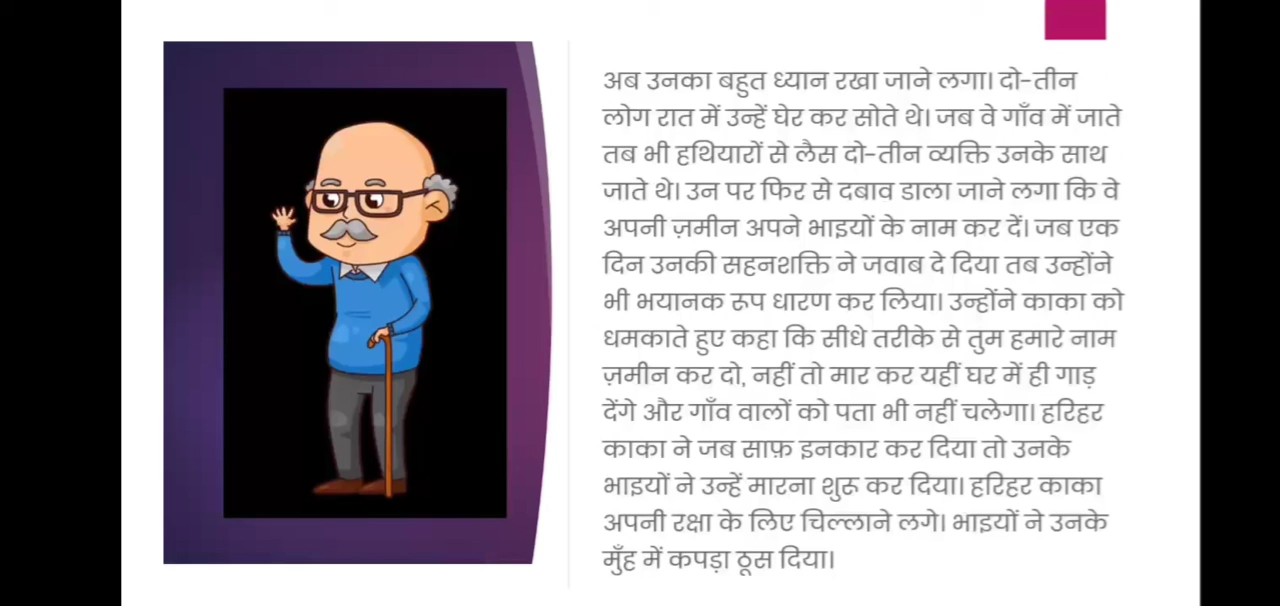 अब उनका बहुत ध्यान रखा जाने लगा। दो-तीन
लोग रात में उन्हें घेर कर सोते थे। जब वे गाँव में जाते
तब भी हथियारों से लैस दो-तीन व्यक्ति उनके साथ
जाते थे। उन पर फिर से दबाव डाला जाने लगा कि वे
अपनी ज़मीन अपने भाइयों के नाम कर दें। जब एक
दिन उनकी सहनशक्ति ने जवाब दे दिया तब उन्होंने
भी भयानक रूप धारण कर लिया। उन्होंने काका को
धमकाते हुए कहा कि सीधे तरीके से तुम हमारे नाम
ज़मीन कर दो, नहीं तो मार कर यहीं घर में ही गाड़
देंगे और गाँव वालों को पता भी नहीं चलेगा। हरिहर
काका ने जब साफ़ इनकार कर दिया तो उनके
भाइयों ने उन्हें मारना शुरू कर दिया। हरिहर काका
अपनी रक्षा के लिए चिल्लाने लगे। भाइयों ने उनके
मुँह में कपड़ा ठूस दिया।